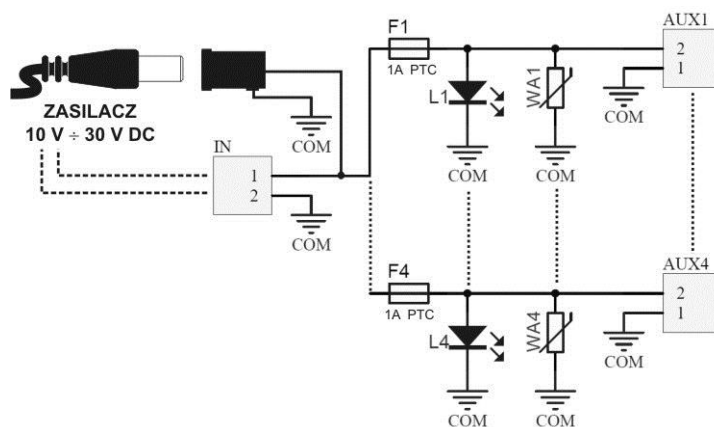 F1
AUX1
2
1
1A PTC
L1
WA1
ZASILACZ
10 V ÷ 30 V DC
COM
IN
1
2
COM
COM
COM
COM
F4
AUX4
2
1
1A PTC
L4
WA4
COM
COM
COM